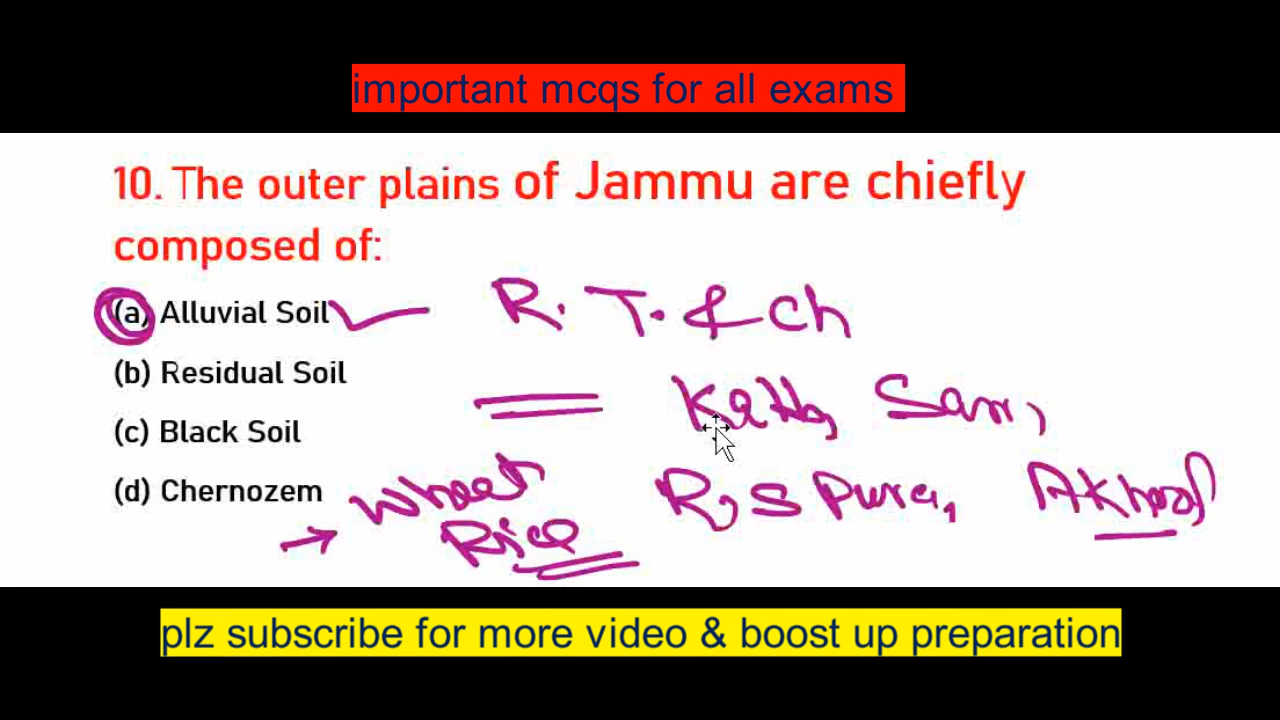 important mcqs for all exams
10. The outer plains of Jammu are chiefly
composed of:
(a) Alluvial Soil R. T. & Ch
(b) Residual Soil
Sam,
(c) Black Soil
(d) Chernozem Wheat R, S Pura,
→ Rice
plz subscribe for more video & boost up preparation